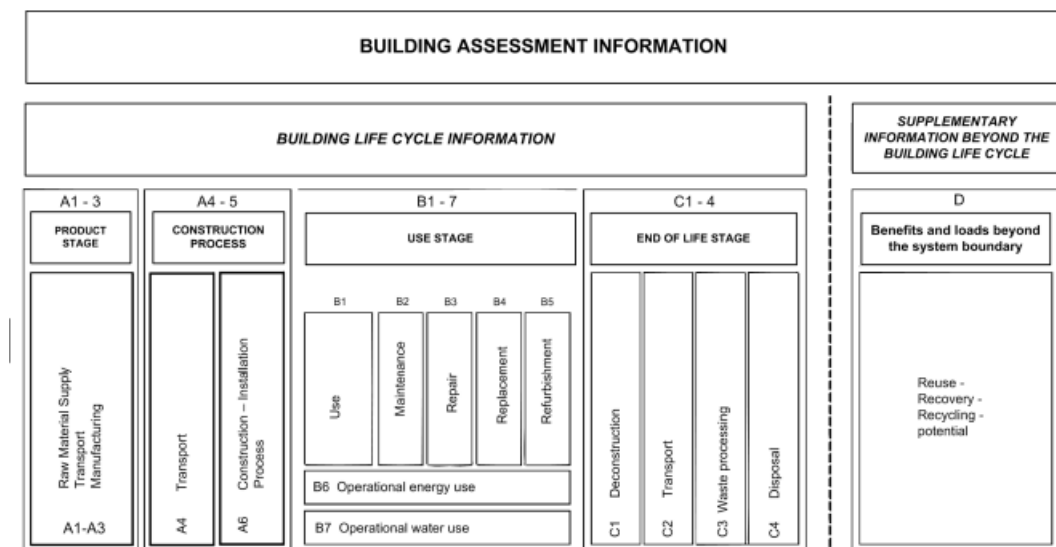 BUILDING ASSESSMENT INFORMATION
BUILDING LIFE CYCLE INFORMATION
SUPPLEMENTARY
INFORMATION BEYOND THE
BUILDING LIFE CYCLE
A1 - 3
PRODUCT
STAGE
Raw Material Supply
Transport
Manufacturing
A1-A3
A4 - 5
CONSTRUCTION
PROCESS
Transport
A4
Construction – Installation
Process
A6
B1 - 7
USE STAGE
B1
Use
B2
Maintenance
B3
Repair
B4
Replacement
B5
Refurbishment
B6 Operational energy use
B7 Operational water use
C1 - 4
END OF LIFE STAGE
C1 Deconstruction
C2 Transport
C3 Waste processing
C4 Disposal
D
Benefits and loads beyond
the system boundary
Reuse -
Recovery -
Recycling -
potential